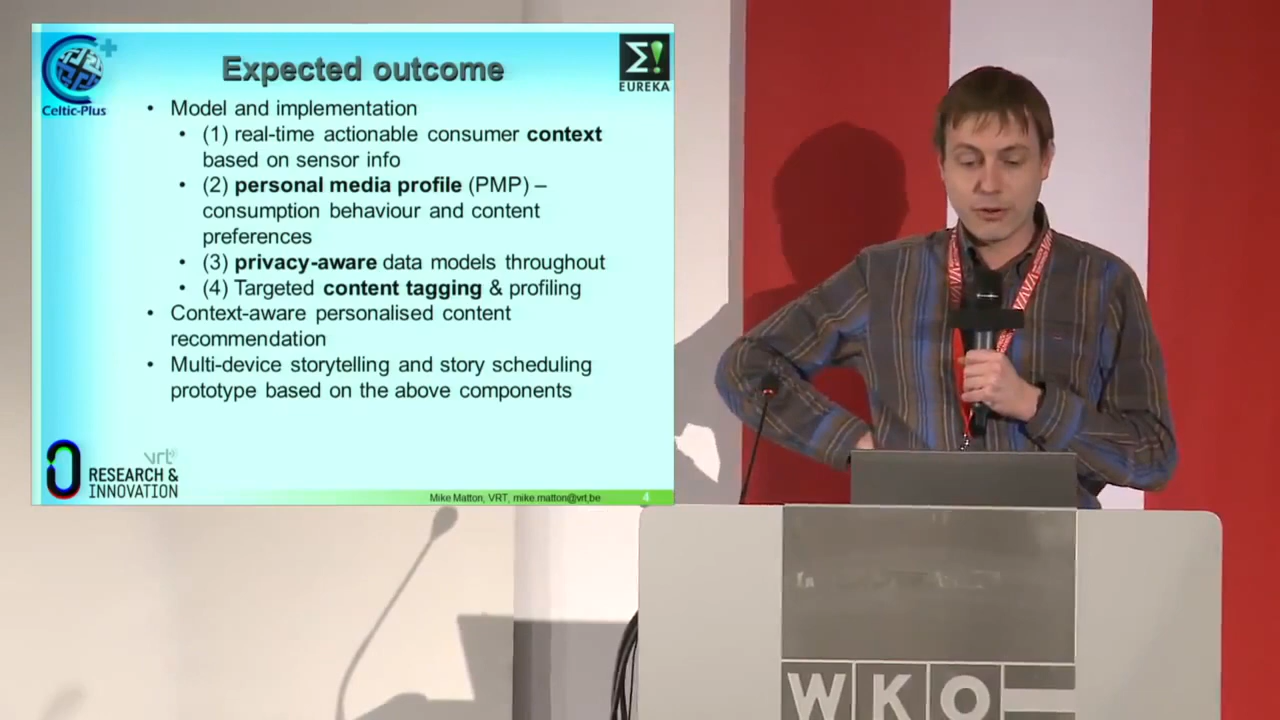 Celtic-Plus
Expected outcome
EUREKA
• Model and implementation
• (1) real-time actionable consumer context
based on sensor info
• (2) personal media profile (PMP) –
consumption behaviour and content
preferences
• (3) privacy-aware data models throughout
• (4) Targeted content tagging & profiling
• Context-aware personalised content
recommendation
• Multi-device storytelling and story scheduling
prototype based on the above components
vrt
RESEARCH &
INNOVATION
Mike Matton, VRT, mike.matton@vrt.be
4
WKO